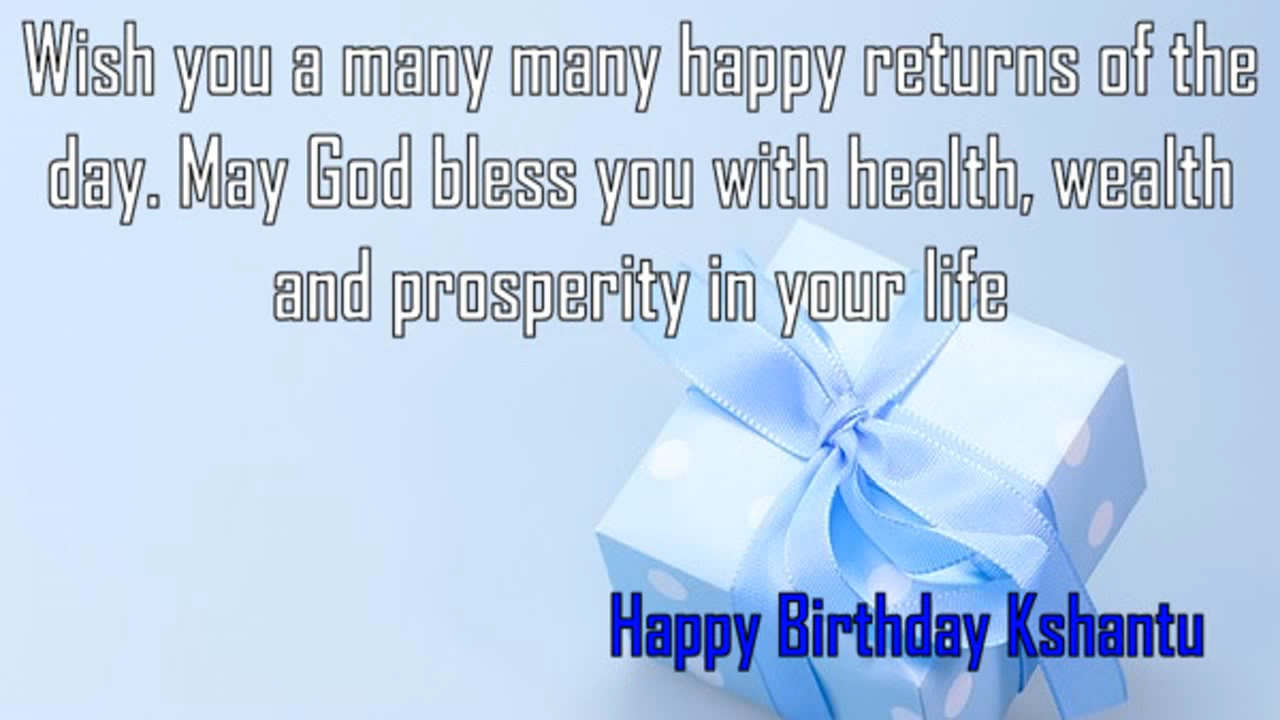 Wish you a many many happy returns of the
day. May God bless you with health, wealth
and prosperity in your life
Happy Birthday Kshantu